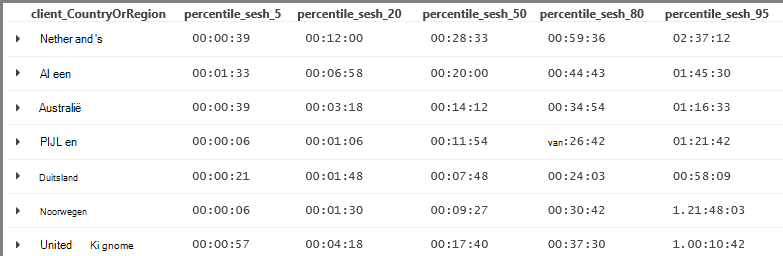 client_CountryOrRegion percentile_sesh_5 percentile_sesh_20 percentile_sesh_50 percentile_sesh_80 percentile_sesh_95
Nether and's 00:00:39 00:12:00 00:28:33 00:59:36 02:37:12
Al een 00:01:33 00:06:58 00:20:00 00:44:43 01:45:30
Australië 00:00:39 00:03:18 00:14:12 00:34:54 01:16:33
PIJL en 00:00:06 00:01:06 00:11:54 van:26:42 01:21:42
Duitsland 00:00:21 00:01:48 00:07:48 00:24:03 00:58:09
Noorwegen 00:00:06 00:01:30 00:09:27 00:30:42 1.21:48:03
United Ki gnome 00:00:57 00:04:18 00:17:40 00:37:30 1.00:10:42